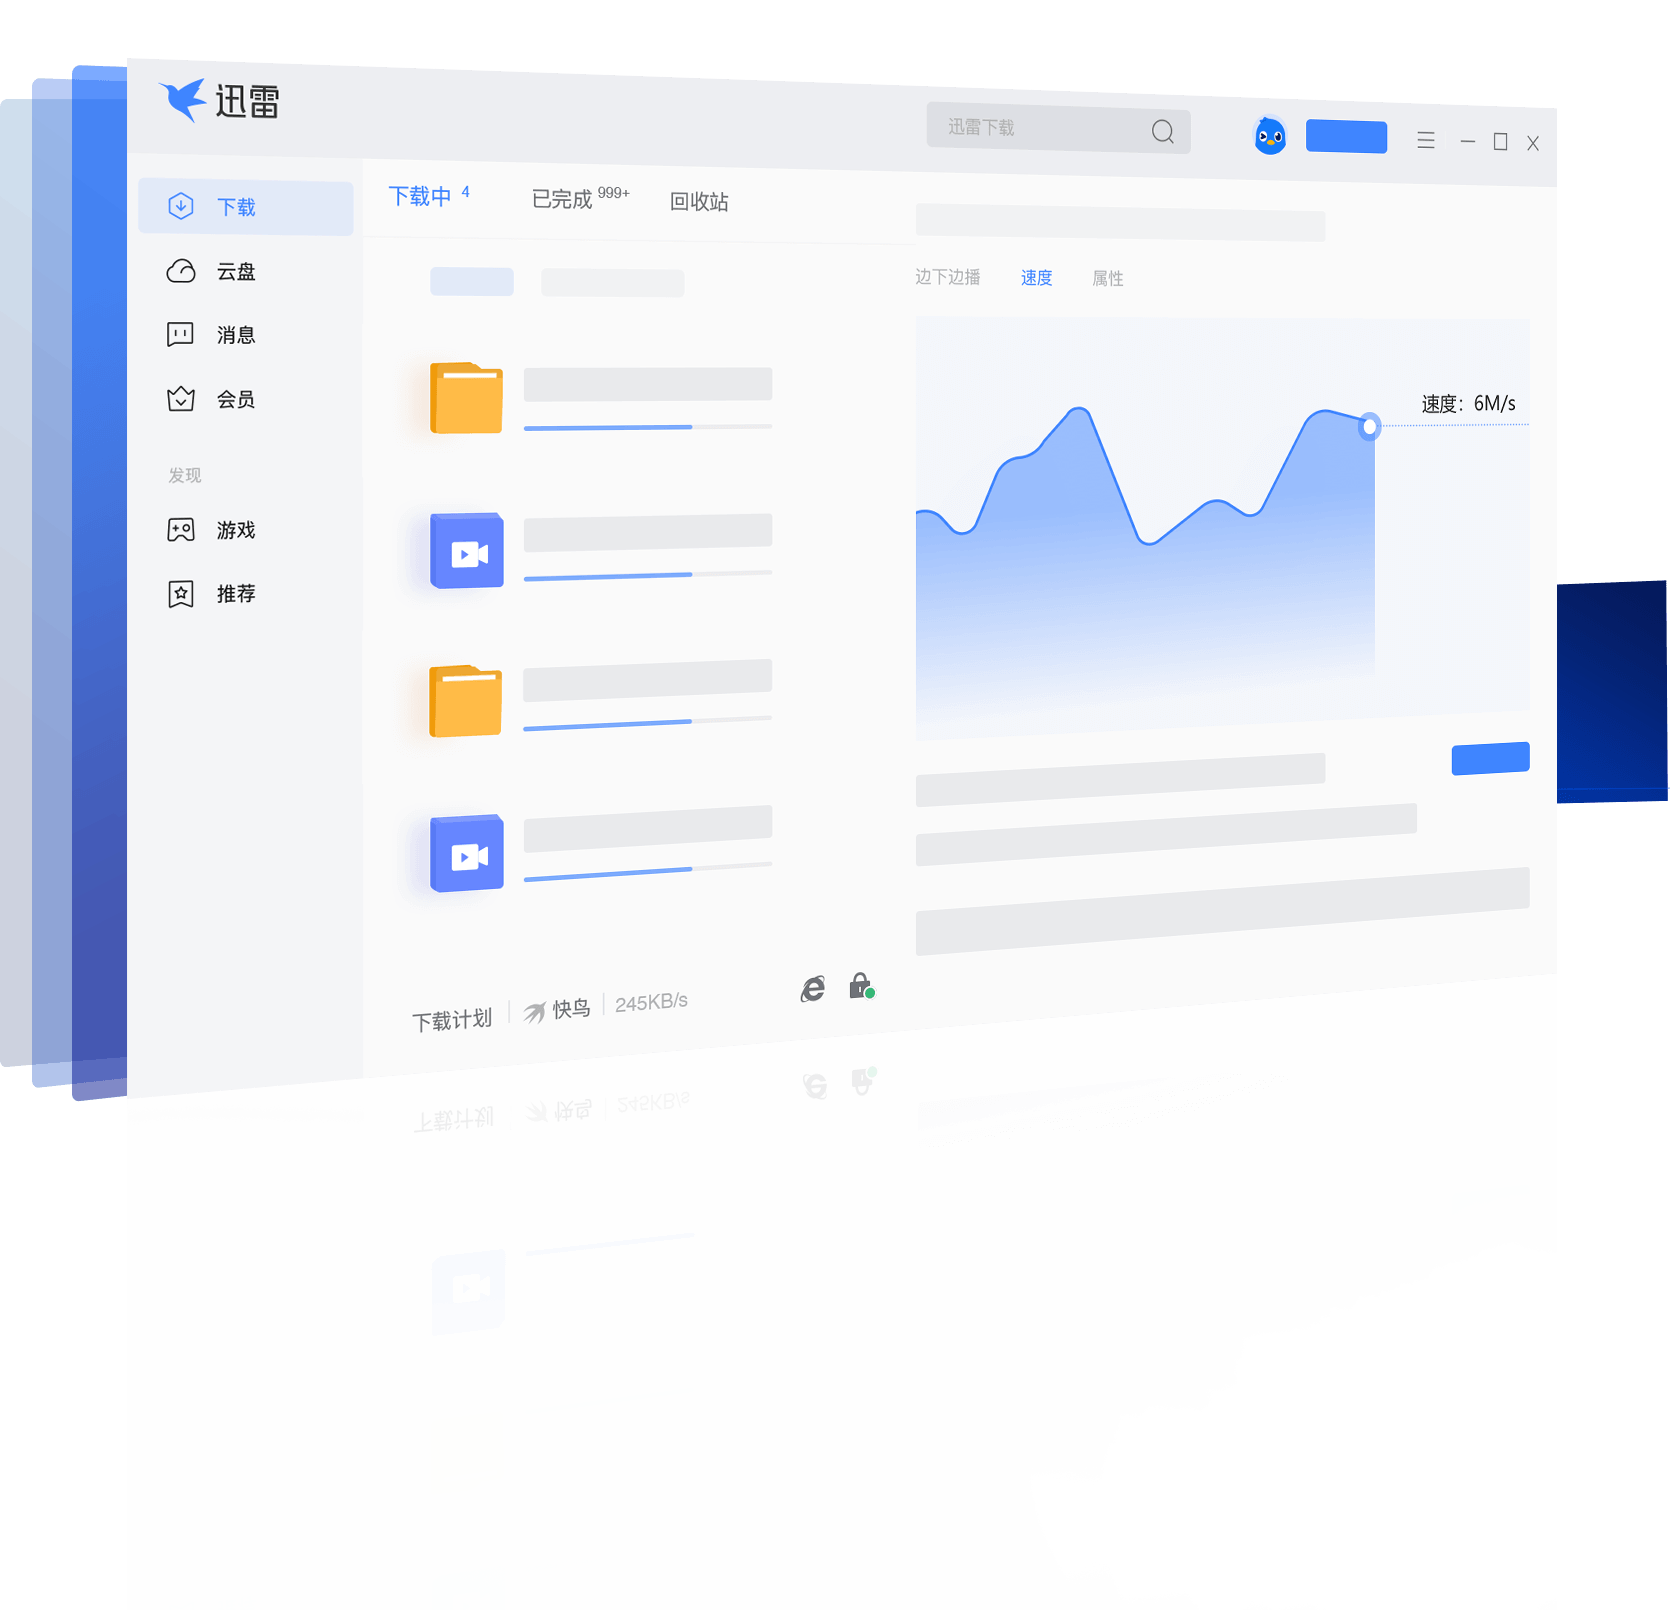 迅雷
迅雷下载
下载
云盘
消息
会员
发现
游戏
推荐
下载中 4
已完成 999+
回收站
边下边播 速度 属性
速度：6M/s
下载计划 快鸟 245KB/s